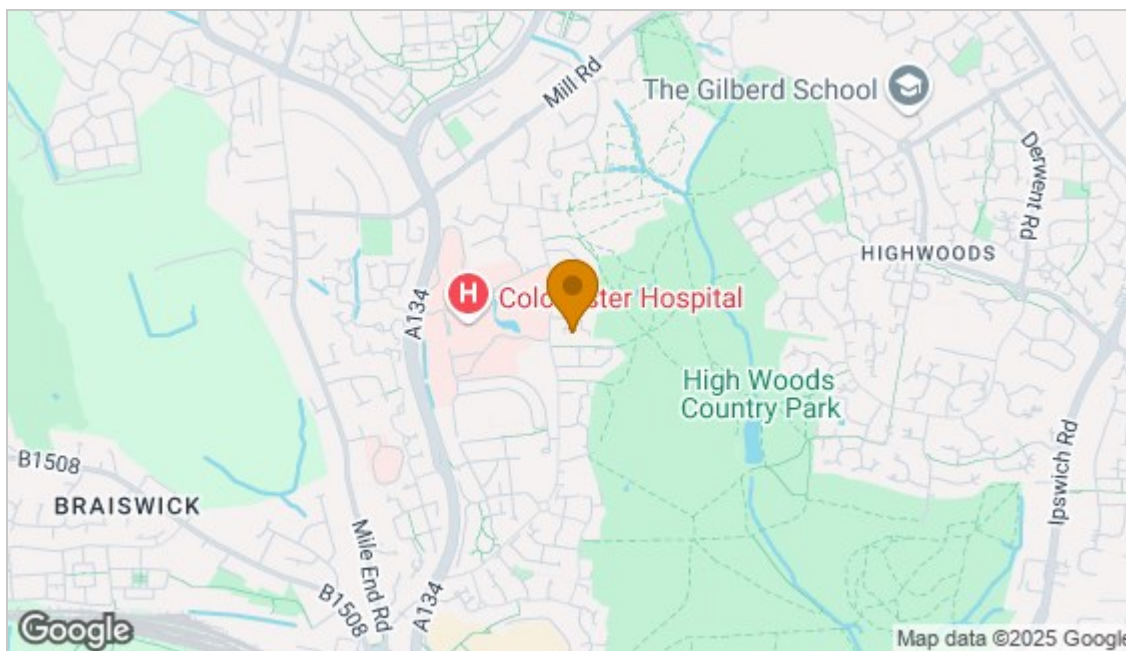 Mill Rd
The Gilberd School
Derwent Rd
HIGHWOODS
H
Colchester Hospital
A134
High Woods
Country Park
Ipswich Rd
B1508
BRAISWICK
Mile End Rd
B1508
A134
Google
Map data ©2025 Google